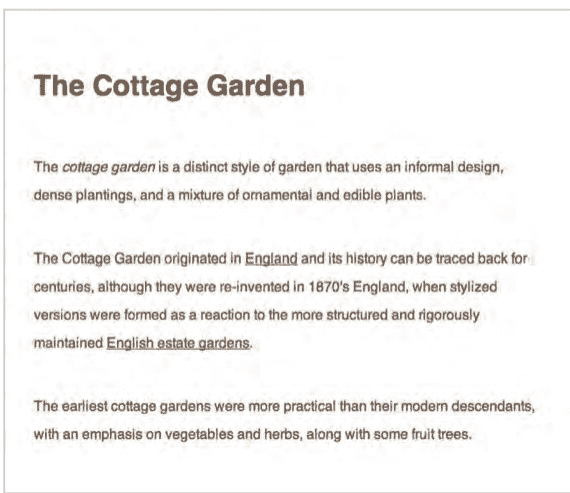 The Cottage Garden
The cottage garden is a distinct style of garden that uses an informal design,
dense plantings, and a mixture of ornamental and edible plants.
The Cottage Garden originated in England and its history can be traced back for
centuries, although they were re-invented in 1870's England, when stylized
versions were formed as a reaction to the more structured and rigorously
maintained English estate gardens.
The earliest cottage gardens were more practical than their modern descendants,
with an emphasis on vegetables and herbs, along with some fruit trees.